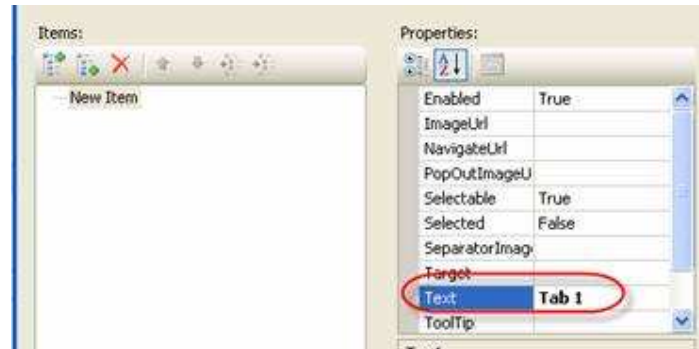 Items:
Properties:
New Item
Enabled True
ImageUrl
NavigateUrl
PopOutImageU
Selectable True
Selected False
SeparatorImag
Target
Text Tab 1
ToolTip